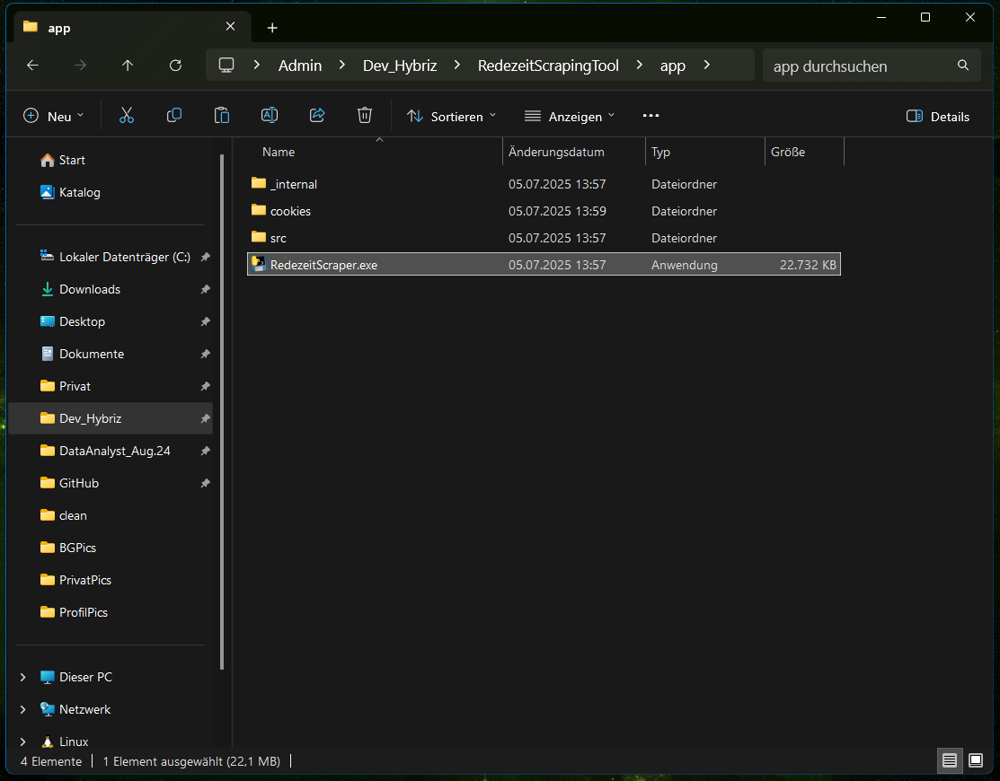 app
Admin
Dev_Hybriz
RedezeitScrapingTool
app
app durchsuchen
Neu
Sortieren
Anzeigen
Details
Start
Katalog
Lokaler Datenträger (C:)
Downloads
Desktop
Dokumente
Privat
Dev_Hybriz
DataAnalyst_Aug.24
GitHub
clean
BGPics
PrivatPics
ProfilPics
Dieser PC
Netzwerk
Linux
Name Änderungsdatum Typ Größe
_internal 05.07.2025 13:57 Dateiordner
cookies 05.07.2025 13:59 Dateiordner
src 05.07.2025 13:57 Dateiordner
RedezeitScraper.exe 05.07.2025 13:57 Anwendung 22.732 KB
4 Elemente
1 Element ausgewählt (22,1 MB)